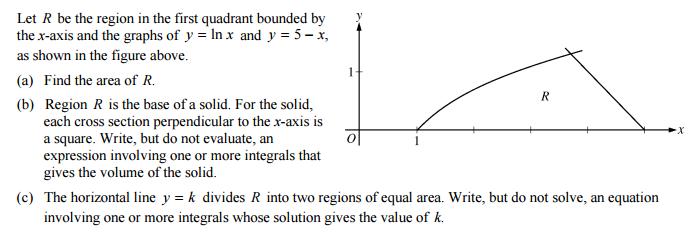 Let R be the region in the first quadrant bounded by
the x-axis and the graphs of y = ln x and y = 5 − x,
as shown in the figure above.
(a) Find the area of R.
(b) Region R is the base of a solid. For the solid,
each cross section perpendicular to the x-axis is
a square. Write, but do not evaluate, an
expression involving one or more integrals that
gives the volume of the solid.
y
1
R
O
1
x
(c) The horizontal line y = k divides R into two regions of equal area. Write, but do not solve, an equation
involving one or more integrals whose solution gives the value of k.